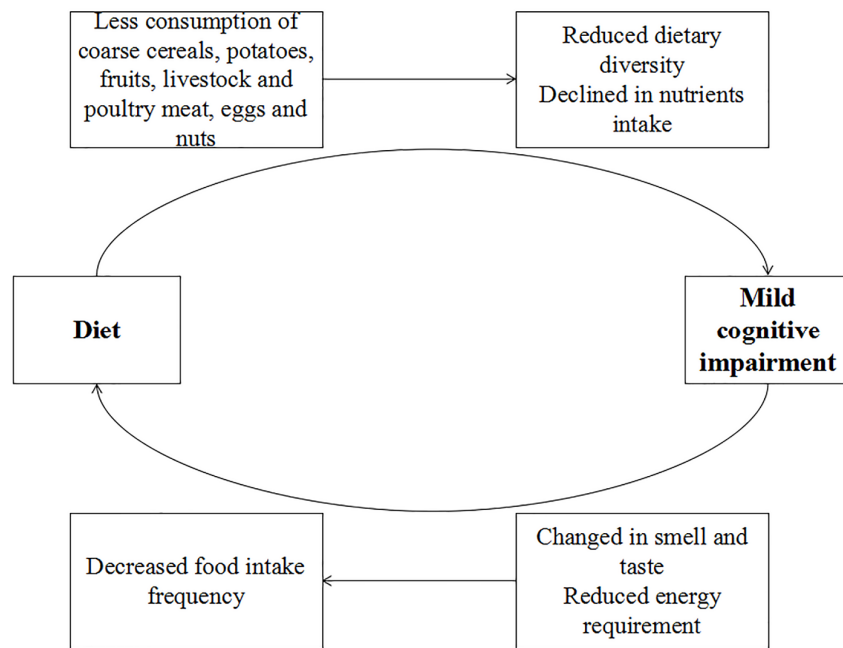 Less consumption of
coarse cereals, potatoes,
fruits, livestock and
poultry meat, eggs and
nuts
Reduced dietary
diversity
Declined in nutrients
intake
Diet
Mild
cognitive
impairment
Decreased food intake
frequency
Changed in smell and
taste
Reduced energy
requirement